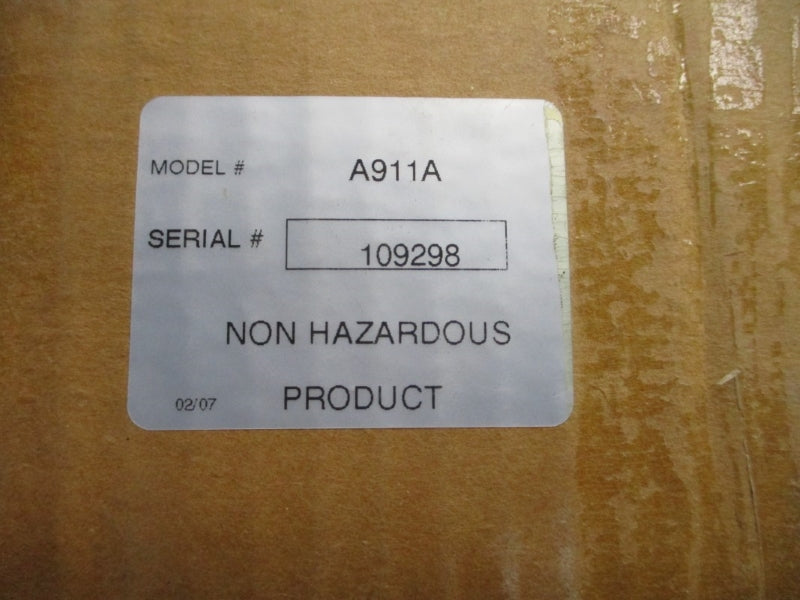 MODEL # A911A
SERIAL # 109298
NON HAZARDOUS
02/07 PRODUCT